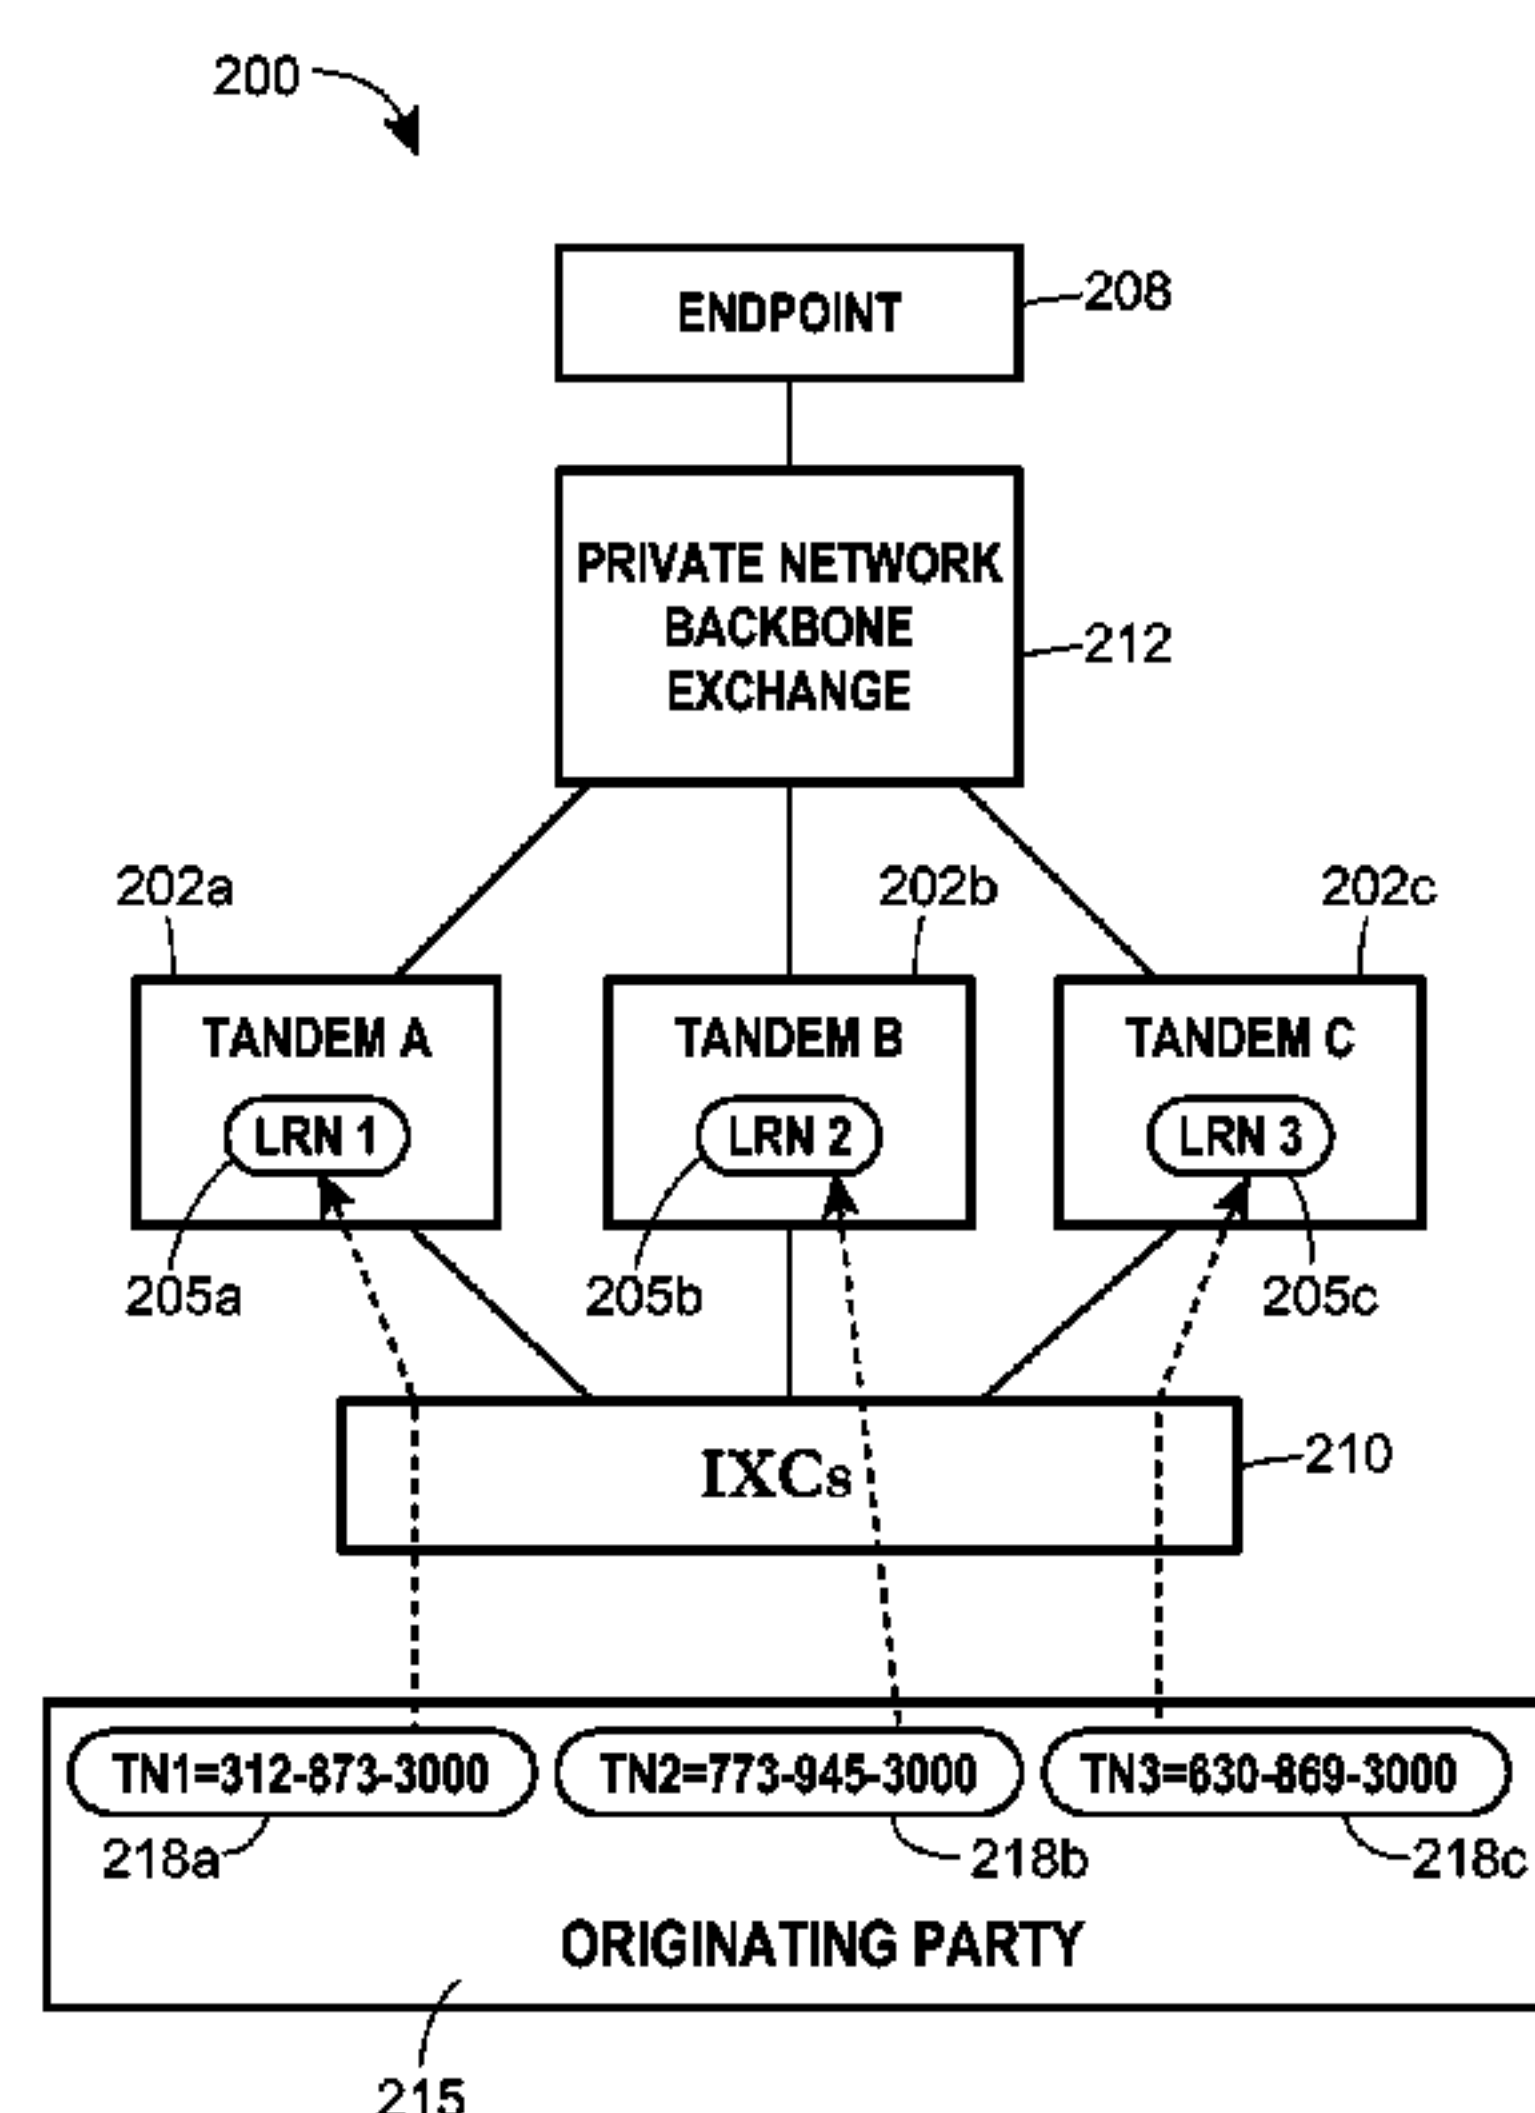 200
ENDPOINT
208
PRIVATE NETWORK
BACKBONE
EXCHANGE
212
202a
202b
202c
TANDEM A
TANDEM B
TANDEM C
LRN 1
LRN 2
LRN 3
205a
205b
205c
IXCs
210
TN1=312-873-3000
TN2=773-945-3000
TN3=630-869-3000
218a
218b
218c
ORIGINATING PARTY
215